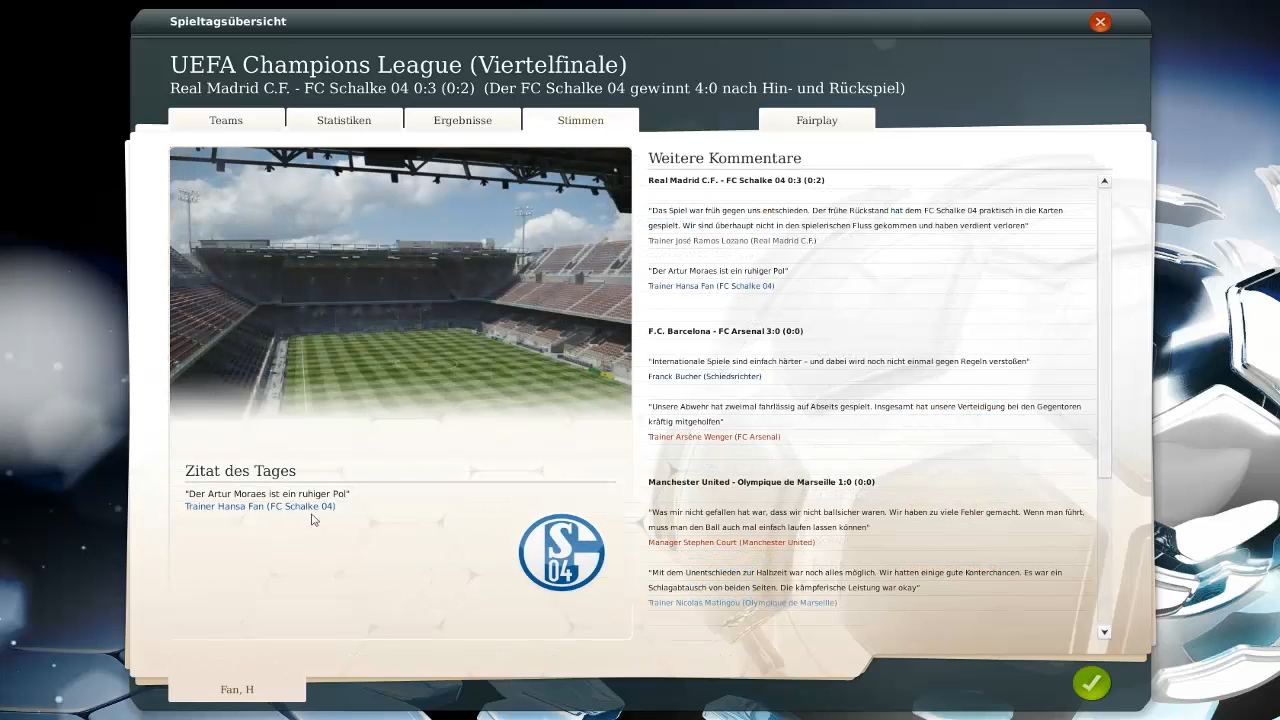 Spieltagsübersicht
UEFA Champions League (Viertelfinale)
Real Madrid C.F. - FC Schalke 04 0:3 (0:2)  (Der FC Schalke 04 gewinnt 4:0 nach Hin- und Rückspiel)
Teams
Statistiken
Ergebnisse
Stimmen
Fairplay
Zitat des Tages
"Der Artur Moraes ist ein ruhiger Pol"
Trainer Hansa Fan (FC Schalke 04)
S
04
Weitere Kommentare
Real Madrid C.F. - FC Schalke 04 0:3 (0:2)
"Das Spiel war früh gegen uns entschieden. Der frühe Rückstand hat dem FC Schalke 04 praktisch in die Karten
gespielt. Wir sind überhaupt nicht in den spielerischen Fluss gekommen und haben verdient verloren"
Trainer José Ramos Lozano (Real Madrid C.F.)
"Der Artur Moraes ist ein ruhiger Pol"
Trainer Hansa Fan (FC Schalke 04)
F.C. Barcelona - FC Arsenal 3:0 (0:0)
"Internationale Spiele sind einfach härter – und dabei wird noch nicht einmal gegen Regeln verstoßen"
Franck Bucher (Schiedsrichter)
"Unsere Abwehr hat zweimal fahrlässig auf Abseits gespielt. Insgesamt hat unsere Verteidigung bei den Gegentoren
kräftig mitgeholfen"
Trainer Arsène Wenger (FC Arsenal)
Manchester United - Olympique de Marseille 1:0 (0:0)
"Was mir nicht gefallen hat war, dass wir nicht ballsicher waren. Wir haben zu viele Fehler gemacht. Wenn man führt,
muss man den Ball auch mal einfach laufen lassen können"
Manager Stephen Court (Manchester United)
"Mit dem Unentschieden zur Halbzeit war noch alles möglich. Wir hatten einige gute Konterchancen. Es war ein
Schlagabtausch von beiden Seiten. Die kämpferische Leistung war okay"
Trainer Nicolas Matingou (Olympique de Marseille)
Fan, H